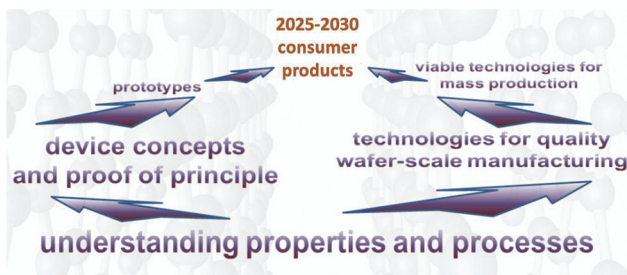 2025-2030
consumer
products
prototypes
viable technologies for
mass production
device concepts
and proof of principle
technologies for quality
wafer-scale manufacturing
understanding properties and processes